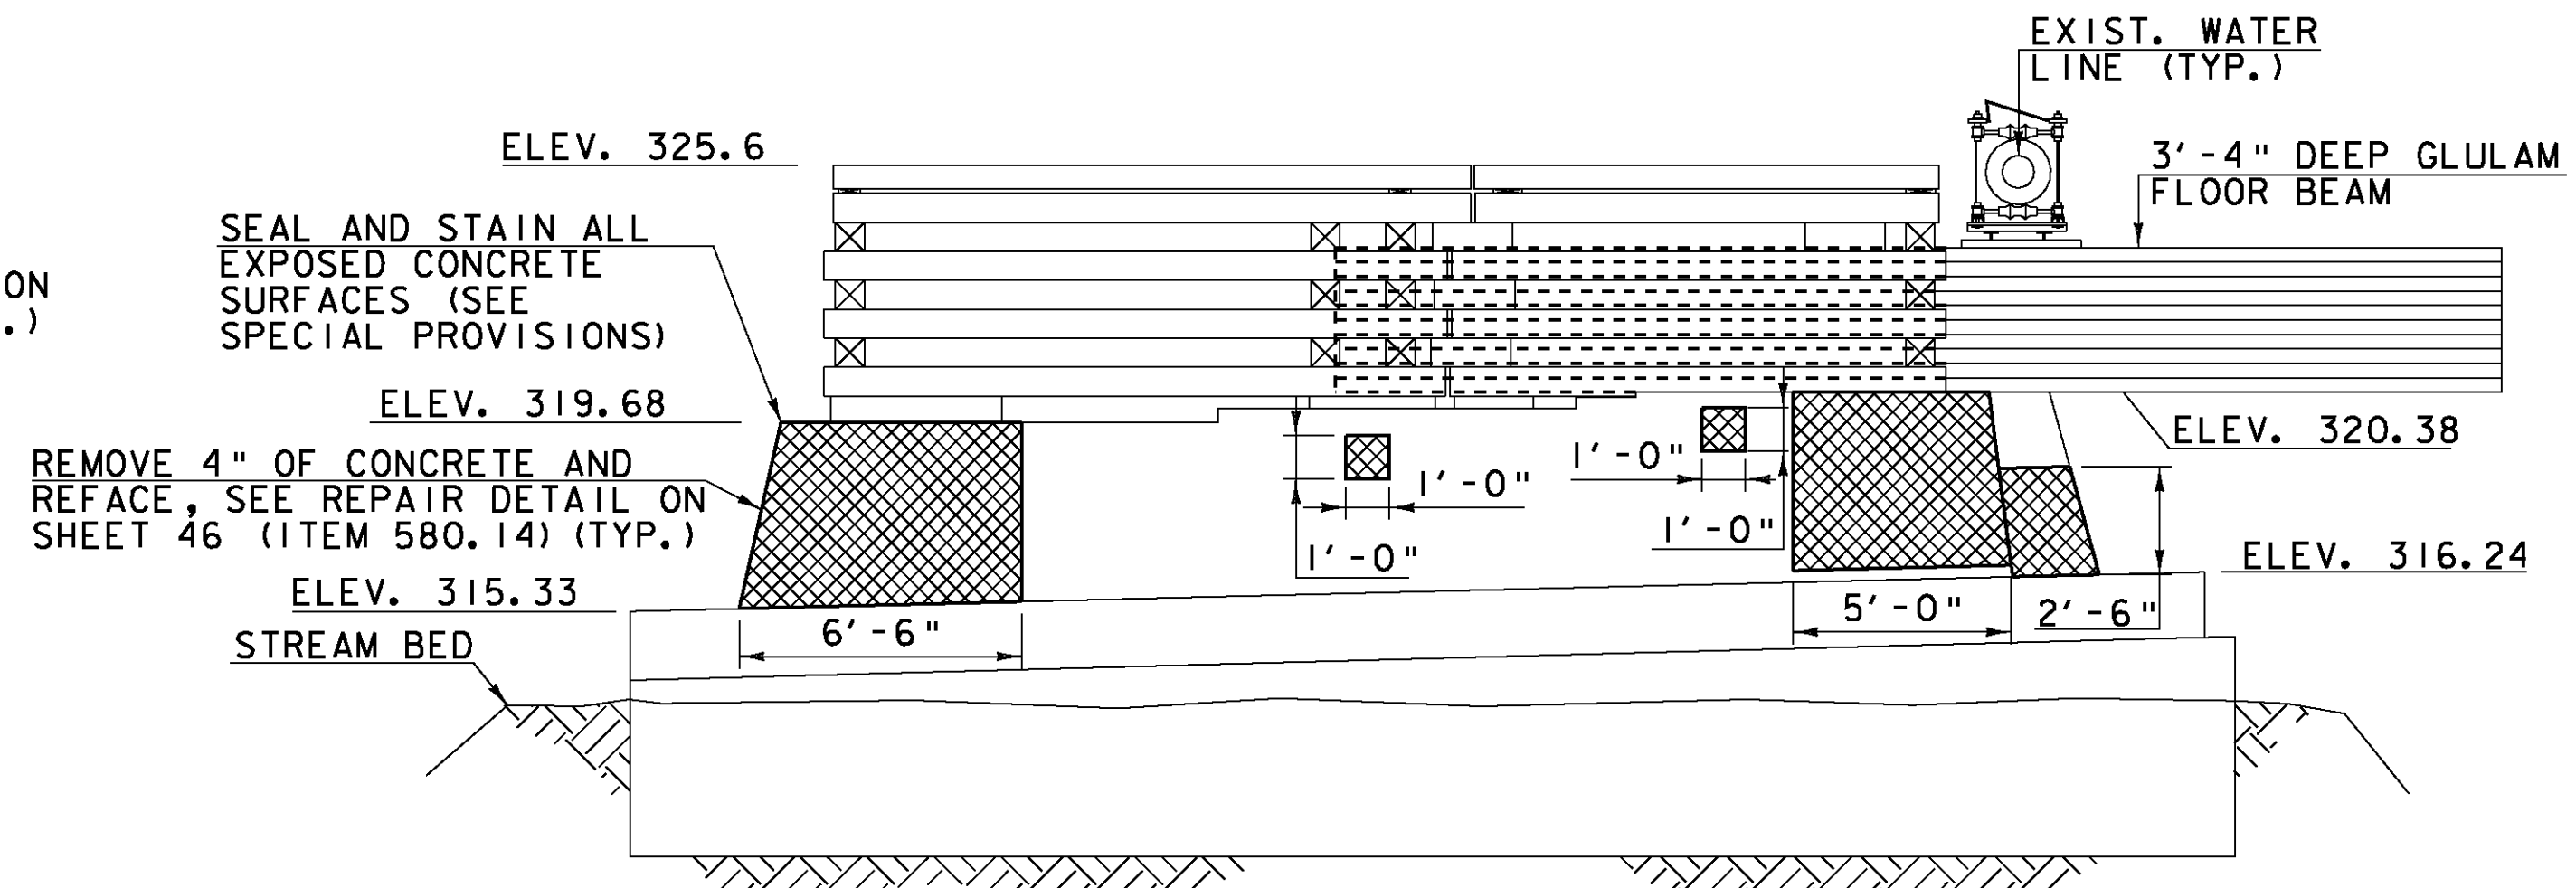 EXIST. WATER
LINE (TYP.)
ELEV. 325.6
3'-4" DEEP GLULAM
FLOOR BEAM
SEAL AND STAIN ALL
EXPOSED CONCRETE
SURFACES (SEE
SPECIAL PROVISIONS)
ON
.)
ELEV. 319.68
ELEV. 320.38
REMOVE 4" OF CONCRETE AND
REFACE, SEE REPAIR DETAIL ON
SHEET 46 (ITEM 580.14) (TYP.)
1'-0"
1'-0"
1'-0"
1'-0"
ELEV. 316.24
ELEV. 315.33
5'-0"
2'-6"
6'-6"
STREAM BED